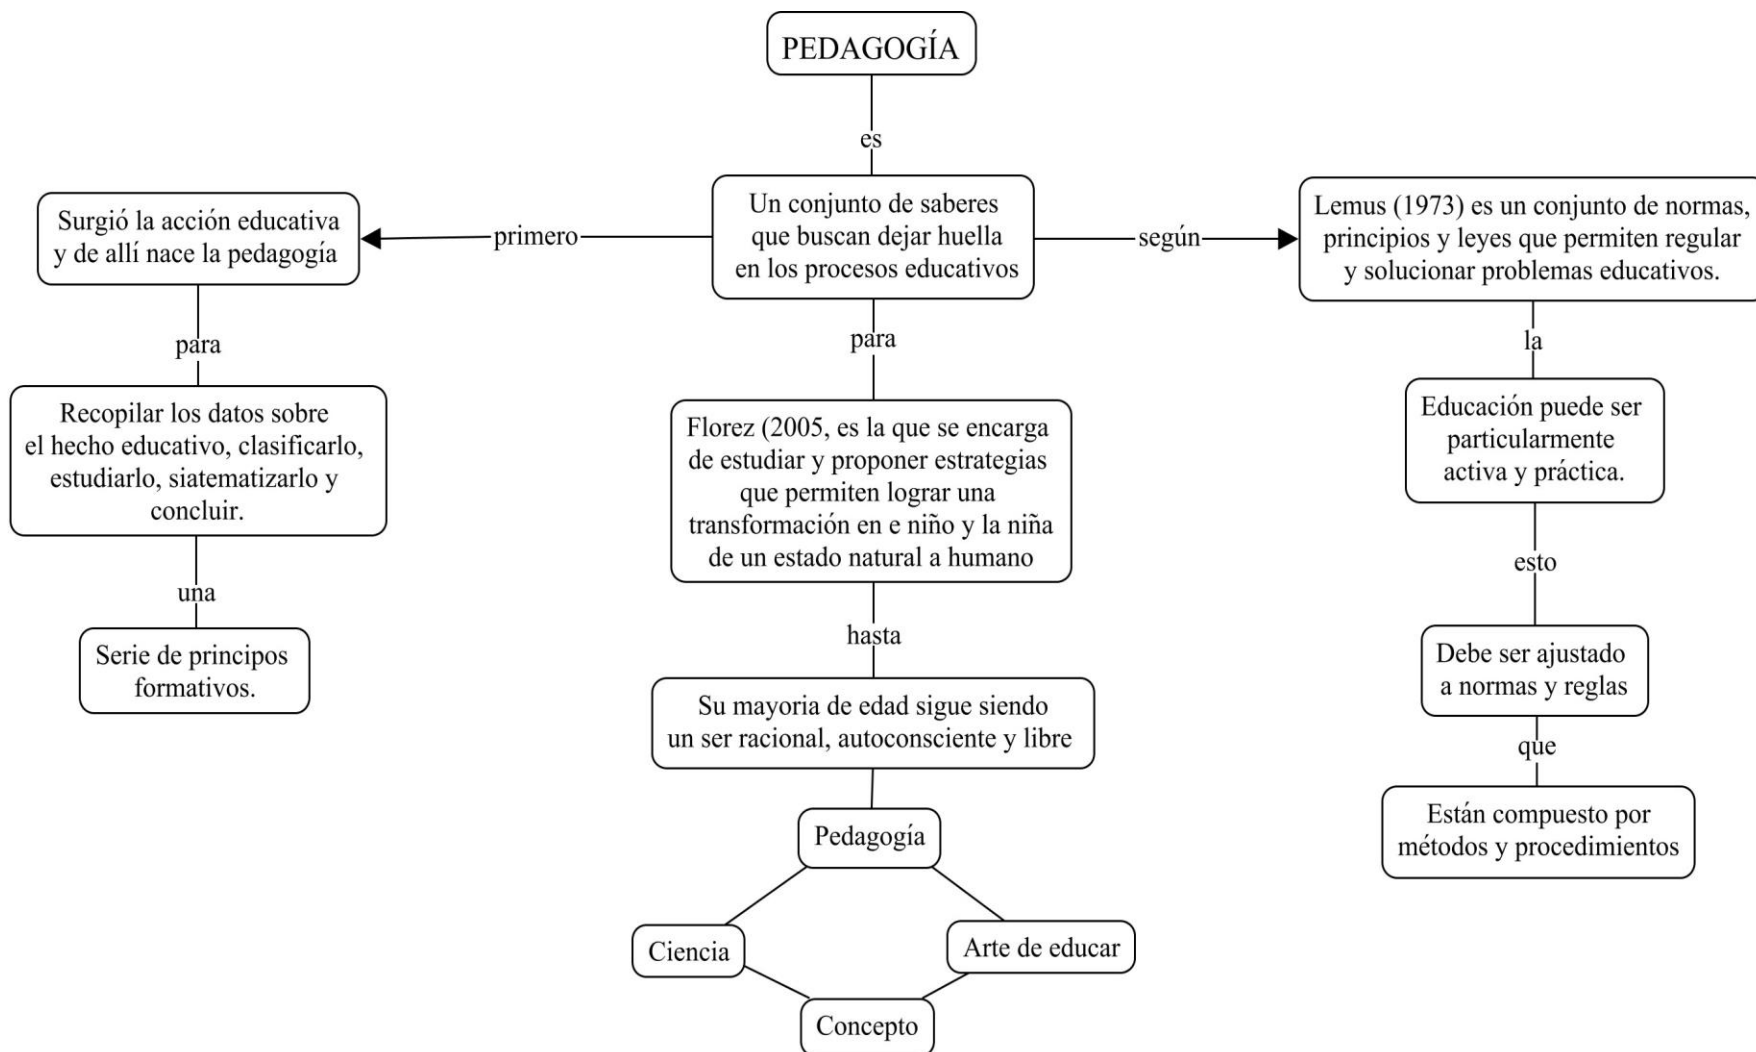 PEDAGOGÍA
es
Un conjunto de saberes
que buscan dejar huella
en los procesos educativos
primero
Surgió la acción educativa
y de allí nace la pedagogía
para
Recopilar los datos sobre
el hecho educativo, clasificarlo,
estudiarlo, siatematizarlo y
concluir.
una
Serie de principos
formativos.
para
Florez (2005, es la que se encarga
de estudiar y proponer estrategias
que permiten lograr una
transformación en e niño y la niña
de un estado natural a humano
hasta
Su mayoria de edad sigue siendo
un ser racional, autoconsciente y libre
Pedagogía
Ciencia
Arte de educar
Concepto
según
Lemus (1973) es un conjunto de normas,
principios y leyes que permiten regular
y solucionar problemas educativos.
la
Educación puede ser
particularmente
activa y práctica.
esto
Debe ser ajustado
a normas y reglas
que
Están compuesto por
métodos y procedimientos